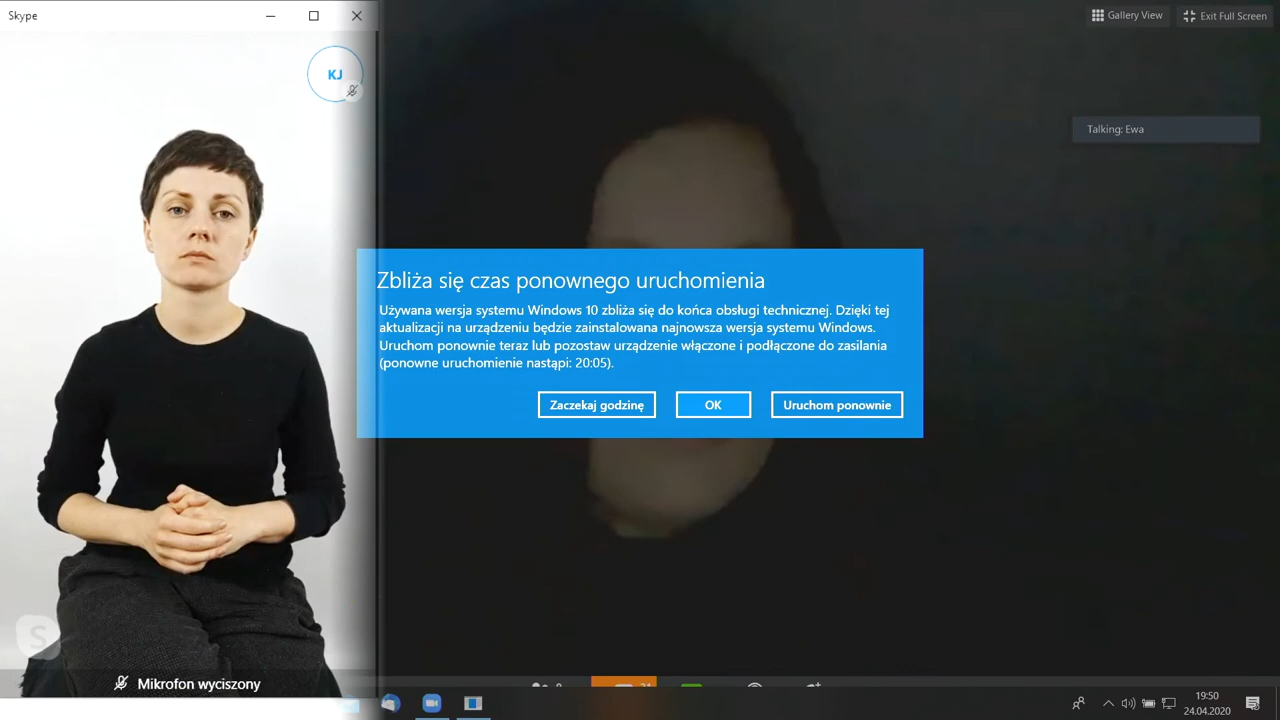 Skype
Gallery View
Exit Full Screen
KJ
Talking: Ewa
Zbliża się czas ponownego uruchomienia
Używana wersja systemu Windows 10 zbliża się do końca obsługi technicznej. Dzięki tej
aktualizacji na urządzeniu będzie zainstalowana najnowsza wersja systemu Windows.
Uruchom ponownie teraz lub pozostaw urządzenie włączone i podłączone do zasilania
(ponowne uruchomienie nastąpi: 20:05).
Zaczekaj godzinę
OK
Uruchom ponownie
S
Mikrofon wyciszony
19:50
24.04.2020